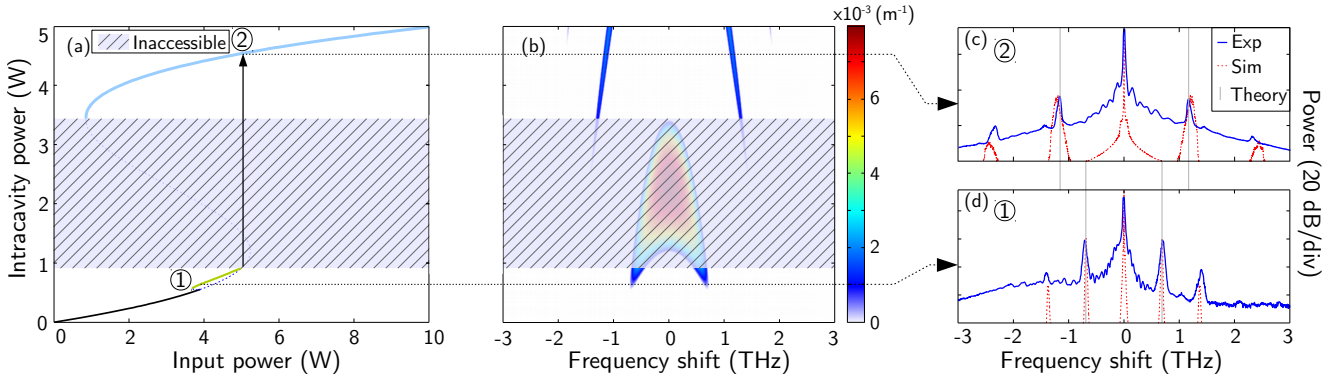 (a)
Inaccessible
②
①
Intracavity power (W)
5
4
3
2
1
0
0 2 4 6 8 10
Input power (W)
(b)
-3 -2 -1 0 1 2 3
Frequency shift (THz)
×10⁻³ (m⁻¹)
6
4
2
0
(c)
②
Exp
Sim
Theory
(d)
①
-3 -2 -1 0 1 2 3
Frequency shift (THz)
Power (20 dB/div)